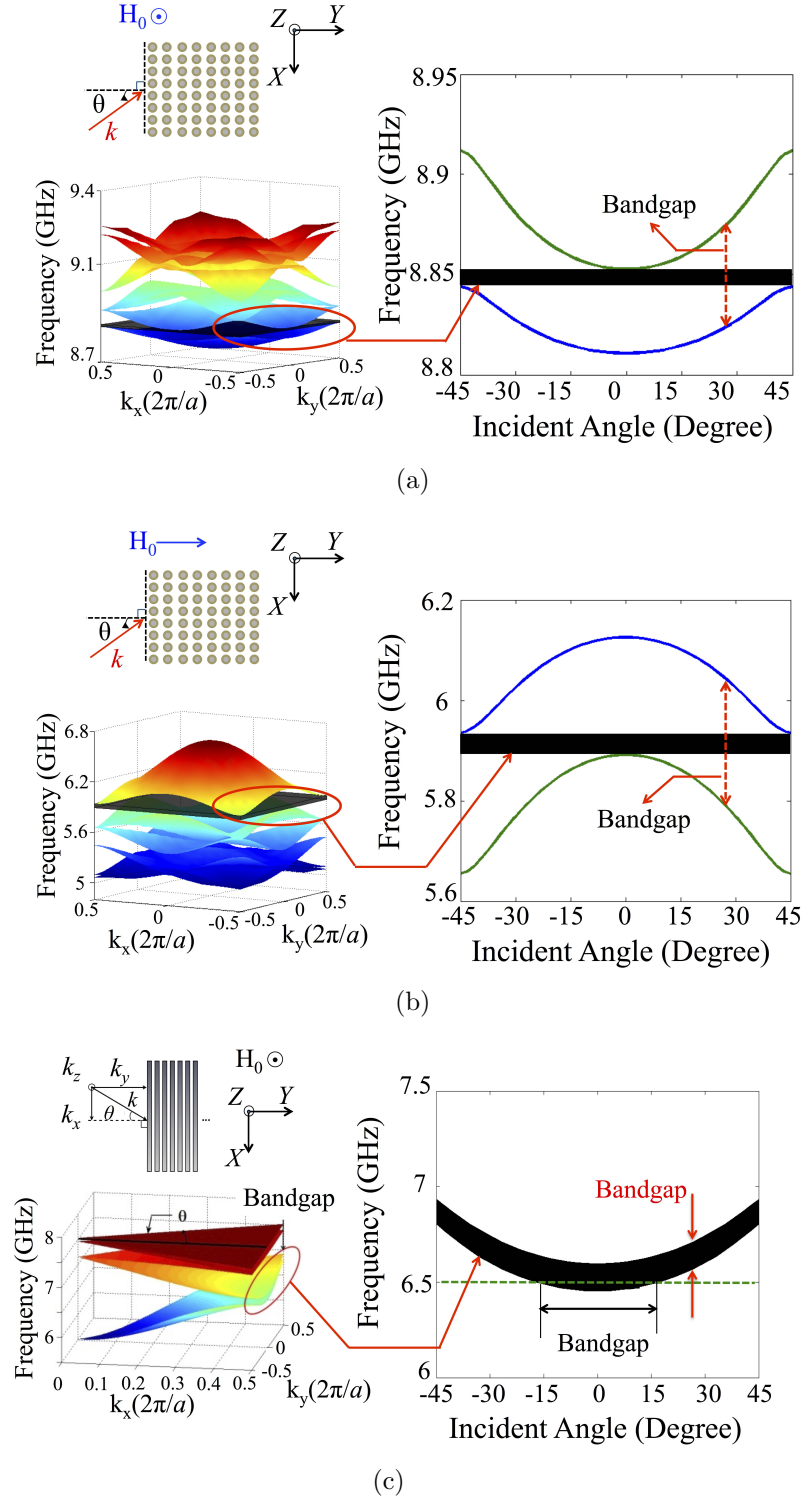 H₀⊙
Z Y
X
θ
k
9.4
9.1
8.7
Frequency (GHz)
0.5 0 -0.5
kₓ(2π/a)
-0.5 0 0.5
k_y(2π/a)
8.95
8.9
8.85
8.8
Frequency (GHz)
Bandgap
-45 -30 -15 0 15 30 45
Incident Angle (Degree)
(a)
H₀
Z Y
X
θ
k
6.8
6.2
5.6
5
Frequency (GHz)
0.5 0 -0.5
kₓ(2π/a)
-0.5 0 0.5
k_y(2π/a)
6.2
6
5.8
5.6
Frequency (GHz)
Bandgap
-45 -30 -15 0 15 30 45
Incident Angle (Degree)
(b)
k_z k_y
kₓ θ k
...
H₀⊙
Z Y
X
Bandgap
θ
8
7
6
Frequency (GHz)
0 0.1 0.2 0.3 0.4 0.5
kₓ(2π/a)
-0.5 0 0.5
k_y(2π/a)
7.5
7
6.5
6
Frequency (GHz)
Bandgap
Bandgap
-45 -30 -15 0 15 30 45
Incident Angle (Degree)
(c)